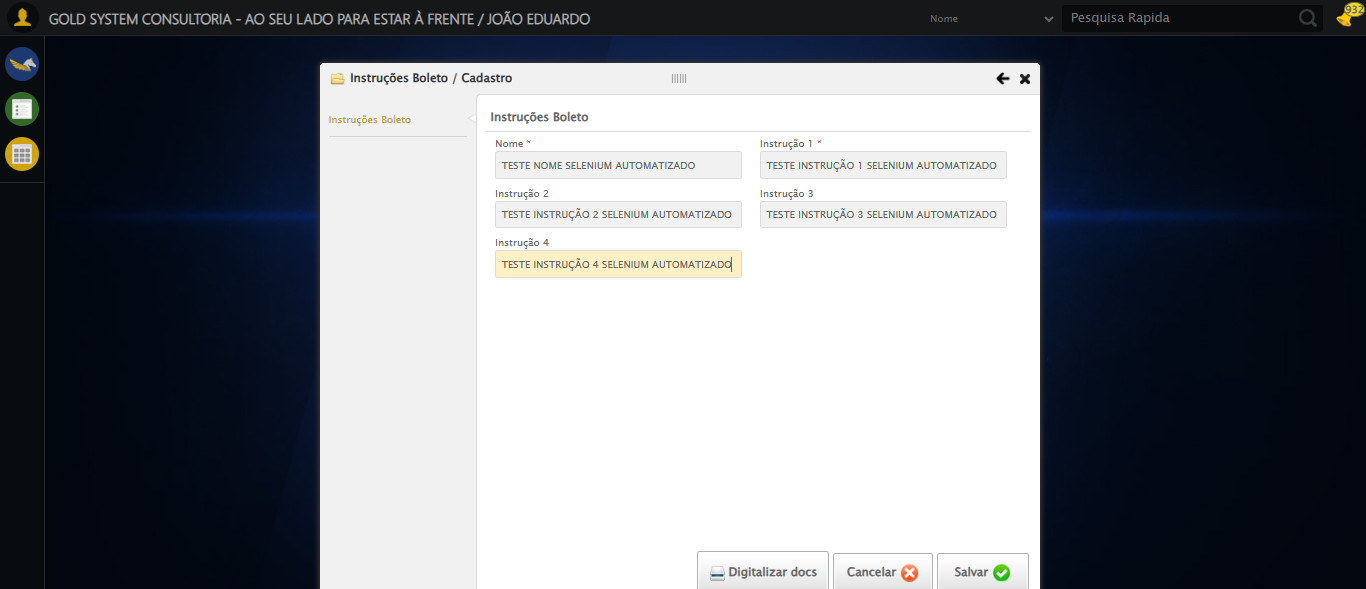 GOLD SYSTEM CONSULTORIA - AO SEU LADO PARA ESTAR À FRENTE / JOÃO EDUARDO
Nome
Pesquisa Rapida
932
Instruções Boleto / Cadastro
Instruções Boleto
Instruções Boleto
Nome *
Instrução 1 *
TESTE NOME SELENIUM AUTOMATIZADO
TESTE INSTRUÇÃO 1 SELENIUM AUTOMATIZADO
Instrução 2
Instrução 3
TESTE INSTRUÇÃO 2 SELENIUM AUTOMATIZADO
TESTE INSTRUÇÃO 3 SELENIUM AUTOMATIZADO
Instrução 4
TESTE INSTRUÇÃO 4 SELENIUM AUTOMATIZADO
Digitalizar docs
Cancelar
Salvar